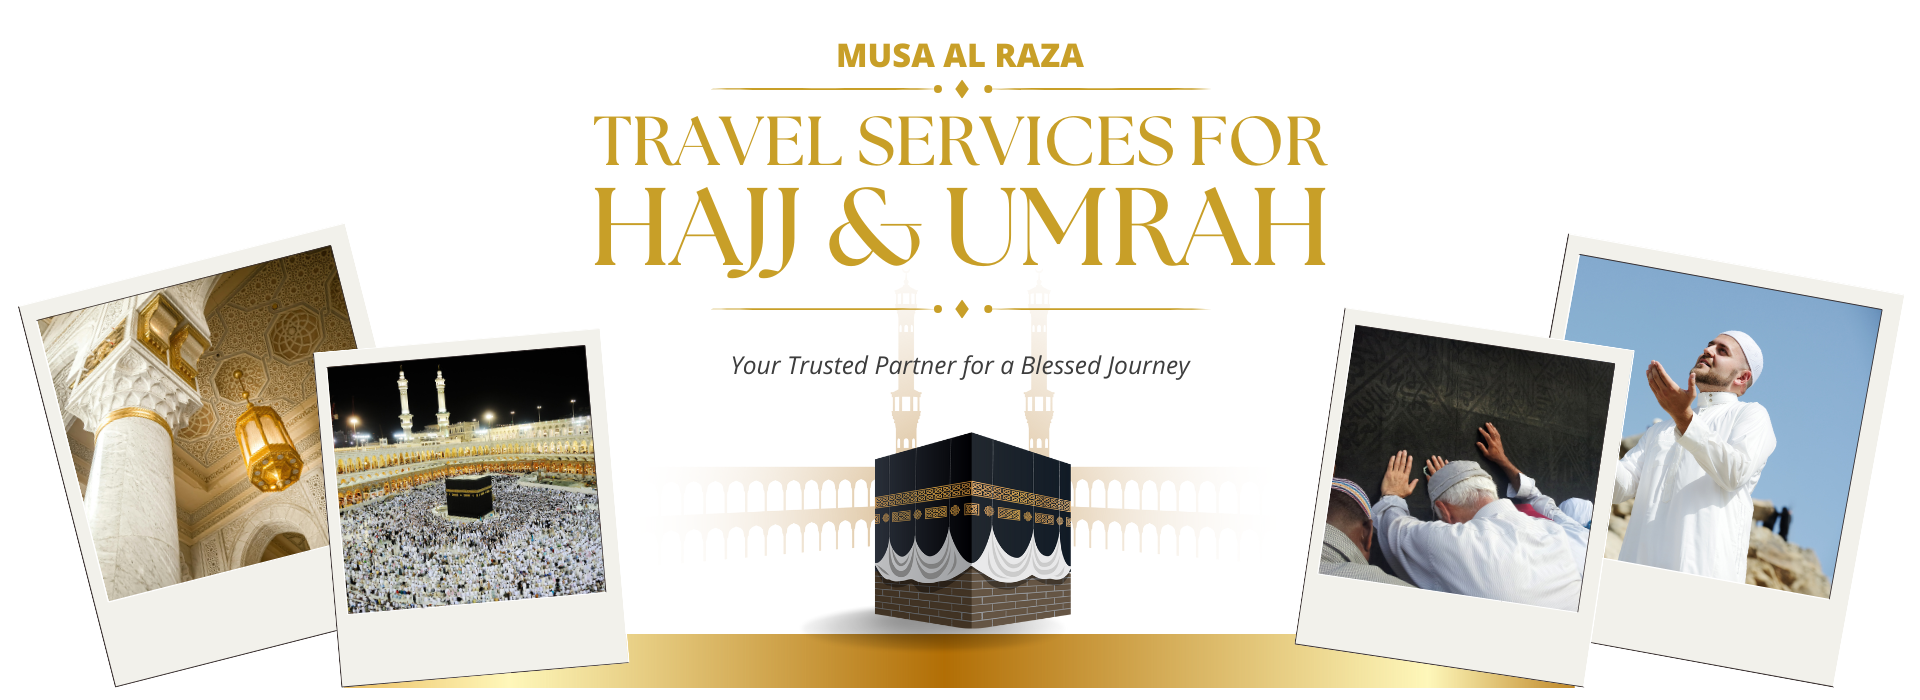 MUSA AL RAZA
TRAVEL SERVICES FOR
HAJJ & UMRAH
Your Trusted Partner for a Blessed Journey